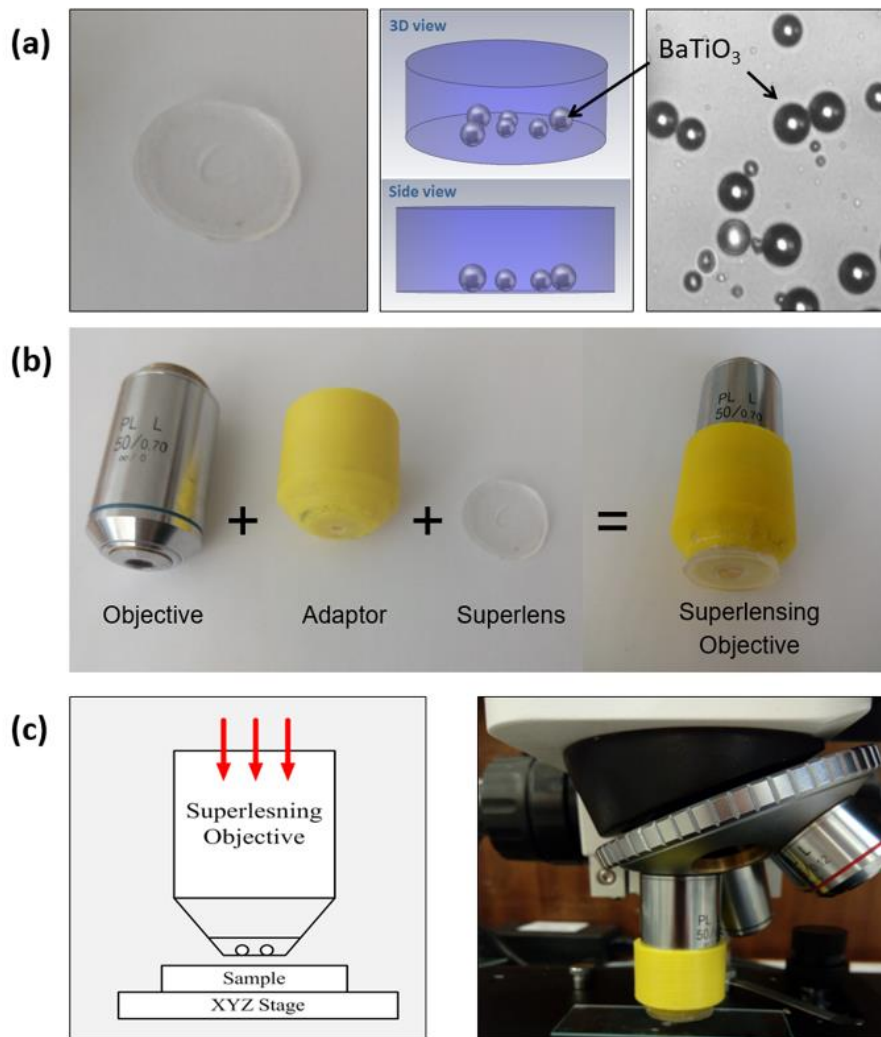 (a)
3D view
Side view
BaTiO₃
(b)
PL L
50/0.70
∞/0
+
+
=
PL L
50/0.70
Objective
Adaptor
Superlens
Superlensing
Objective
(c)
Superlesning
Objective
Sample
XYZ Stage
PL